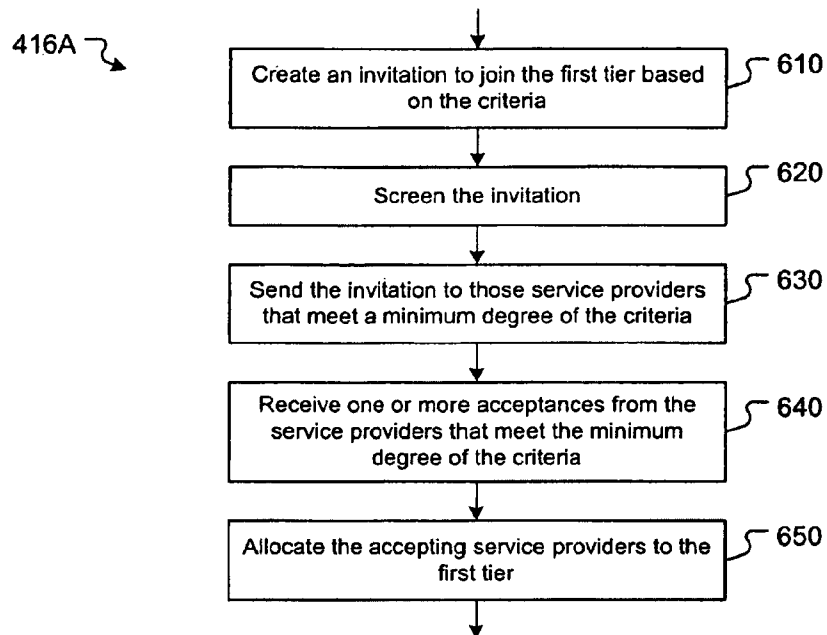 416A
Create an invitation to join the first tier based
on the criteria
610
Screen the invitation
620
Send the invitation to those service providers
that meet a minimum degree of the criteria
630
Receive one or more acceptances from the
service providers that meet the minimum
degree of the criteria
640
Allocate the accepting service providers to the
first tier
650